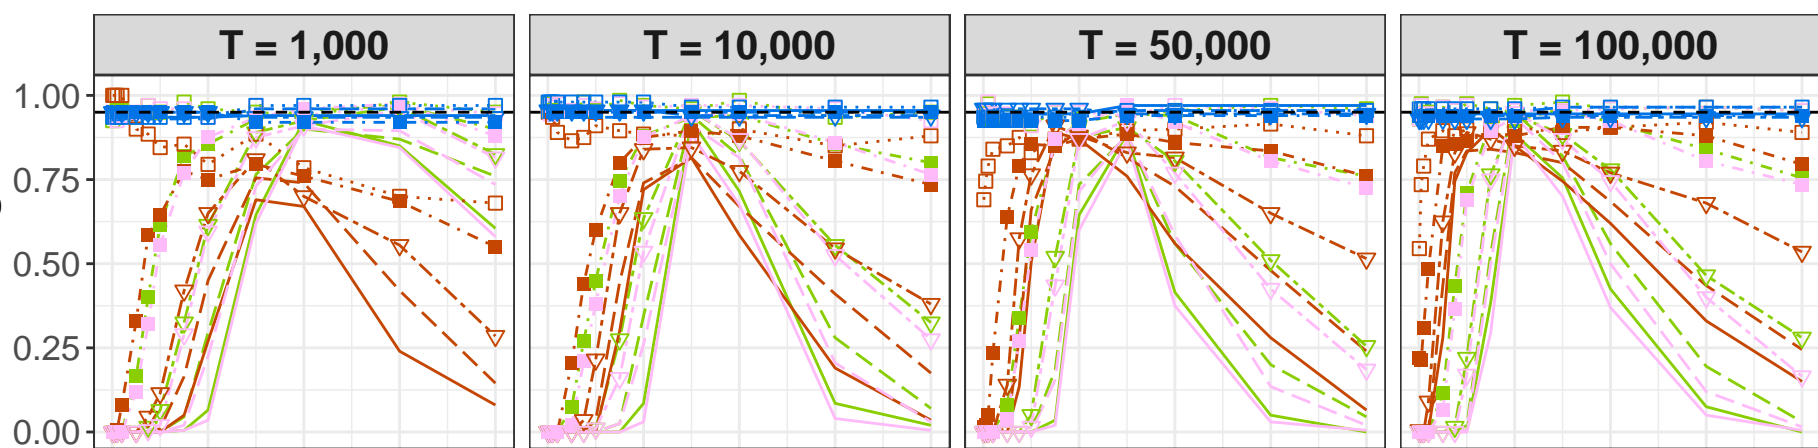 T = 1,000
T = 10,000
T = 50,000
T = 100,000
1.00
0.75
0.50
0.25
0.00